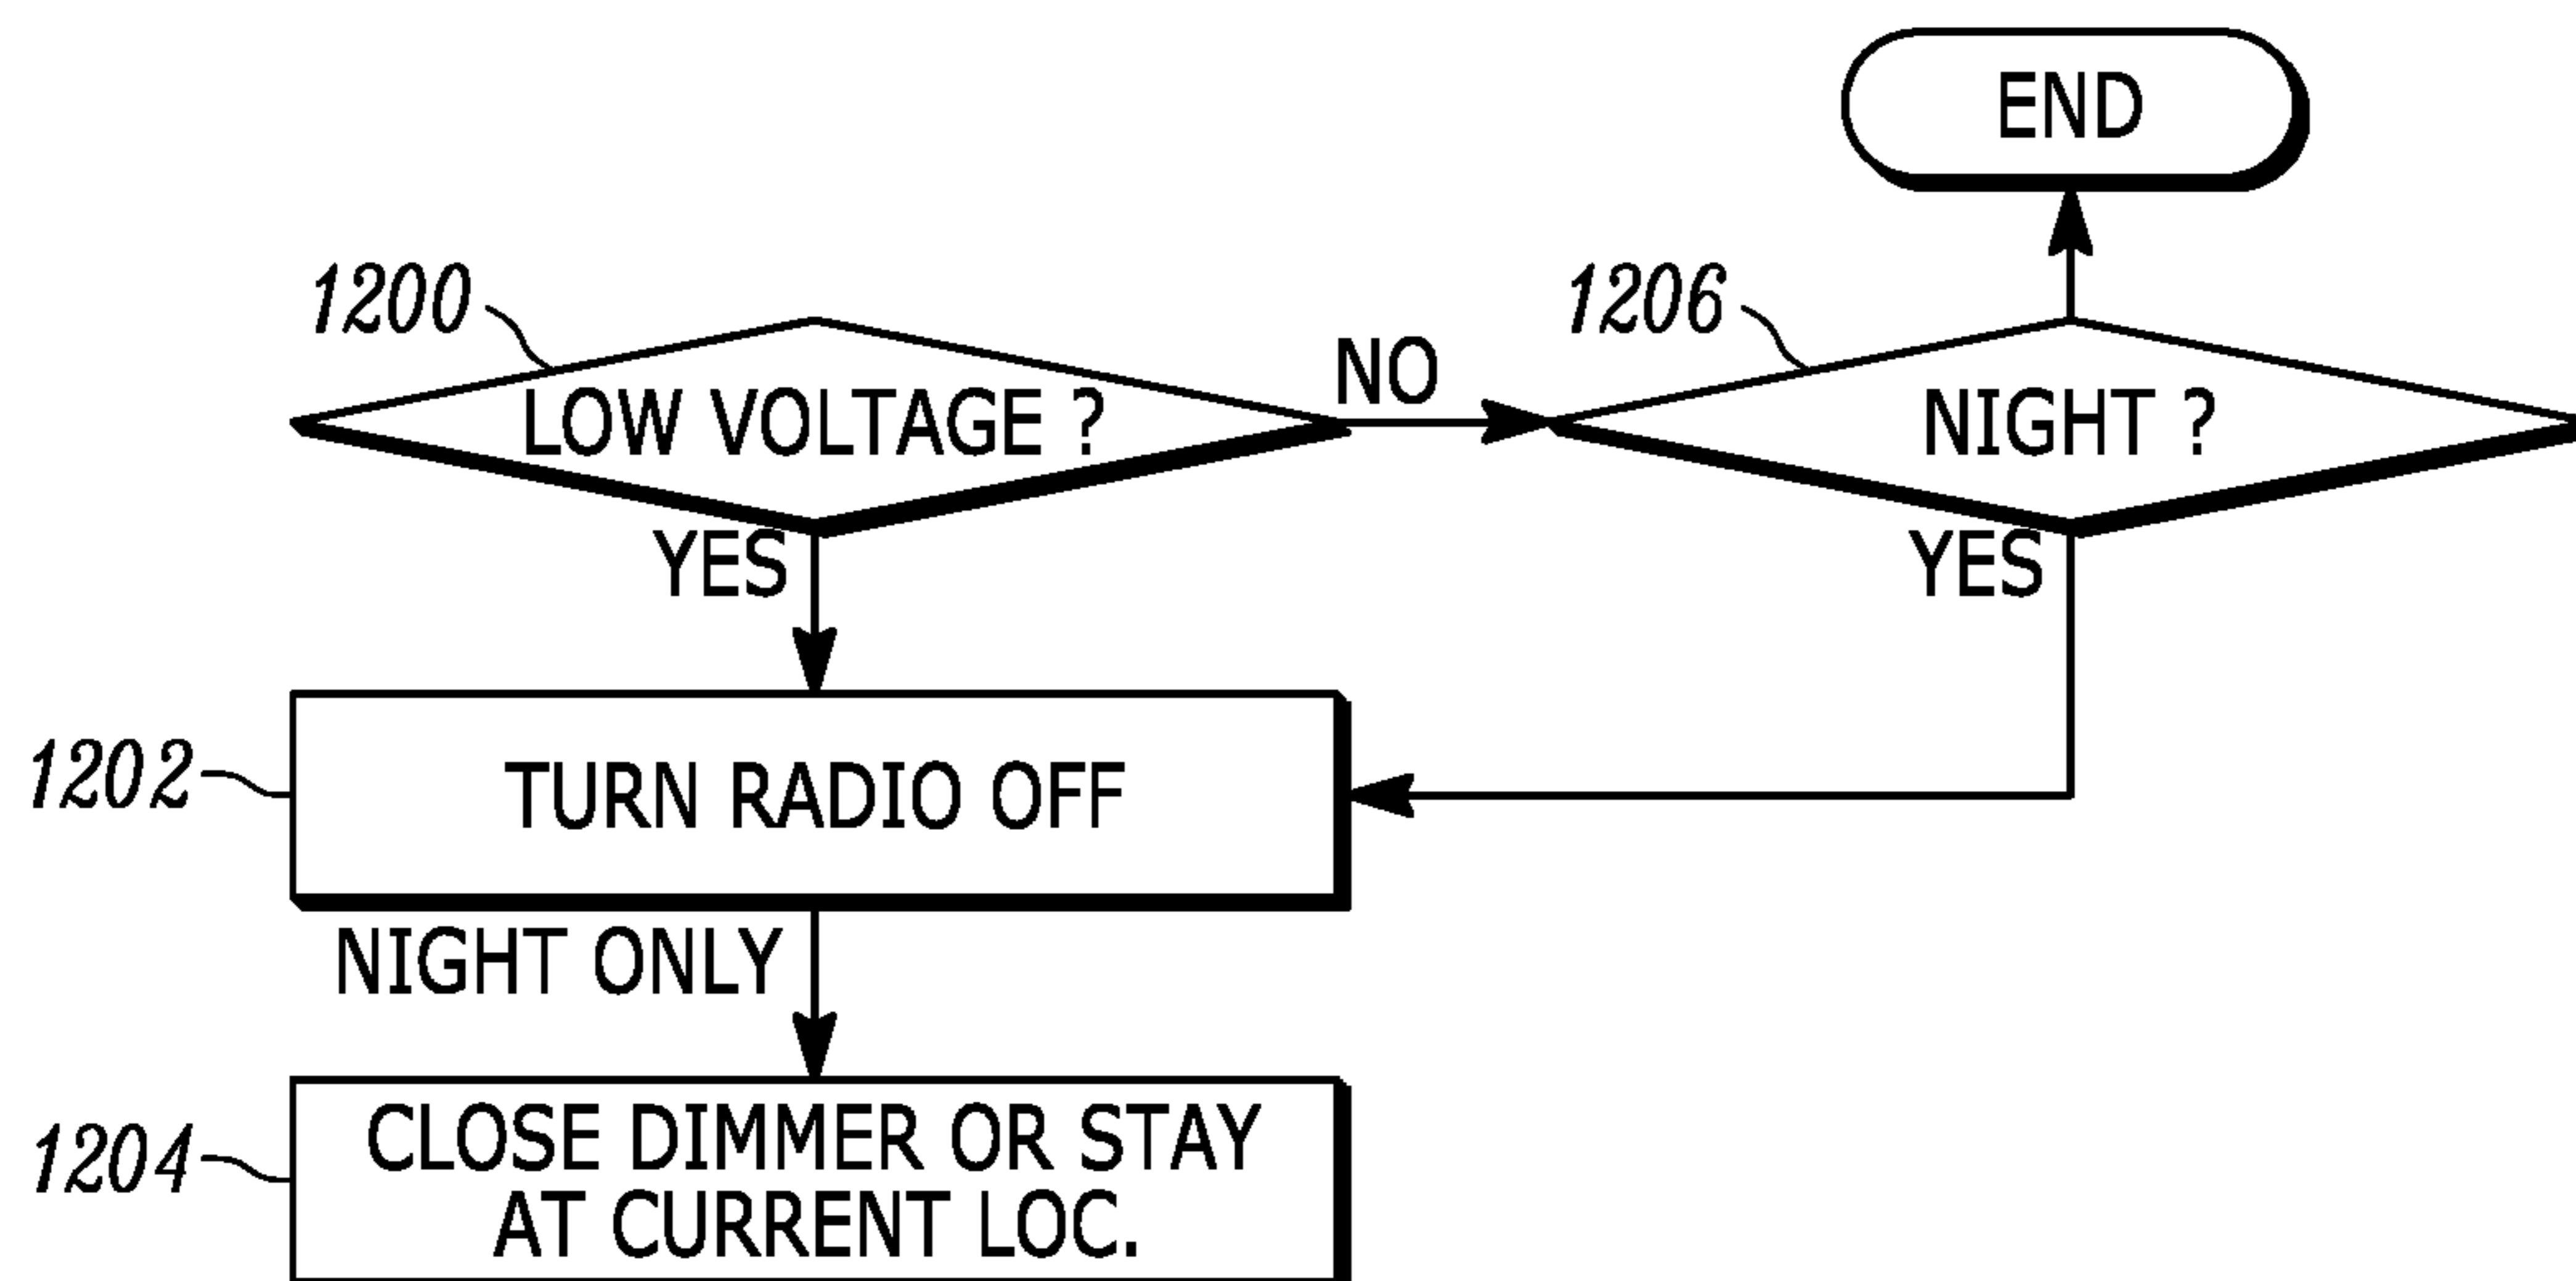 END
1200
1206
NO
LOW VOLTAGE ?
NIGHT ?
YES
YES
1202
TURN RADIO OFF
NIGHT ONLY
1204
CLOSE DIMMER OR STAY
AT CURRENT LOC.